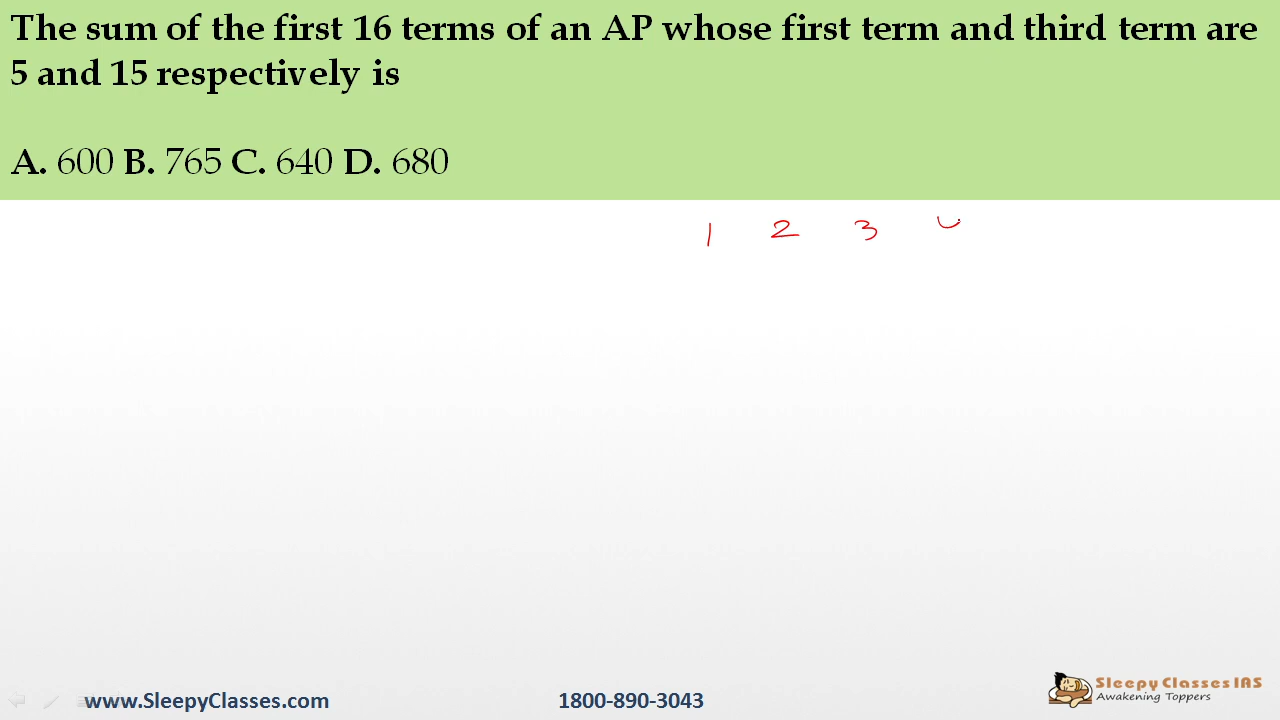 The sum of the first 16 terms of an AP whose first term and third term are
5 and 15 respectively is
A. 600 B. 765 C. 640 D. 680
1 2 3
www.SleepyClasses.com
1800-890-3043
Sleepy Classes IAS
Awakening Toppers